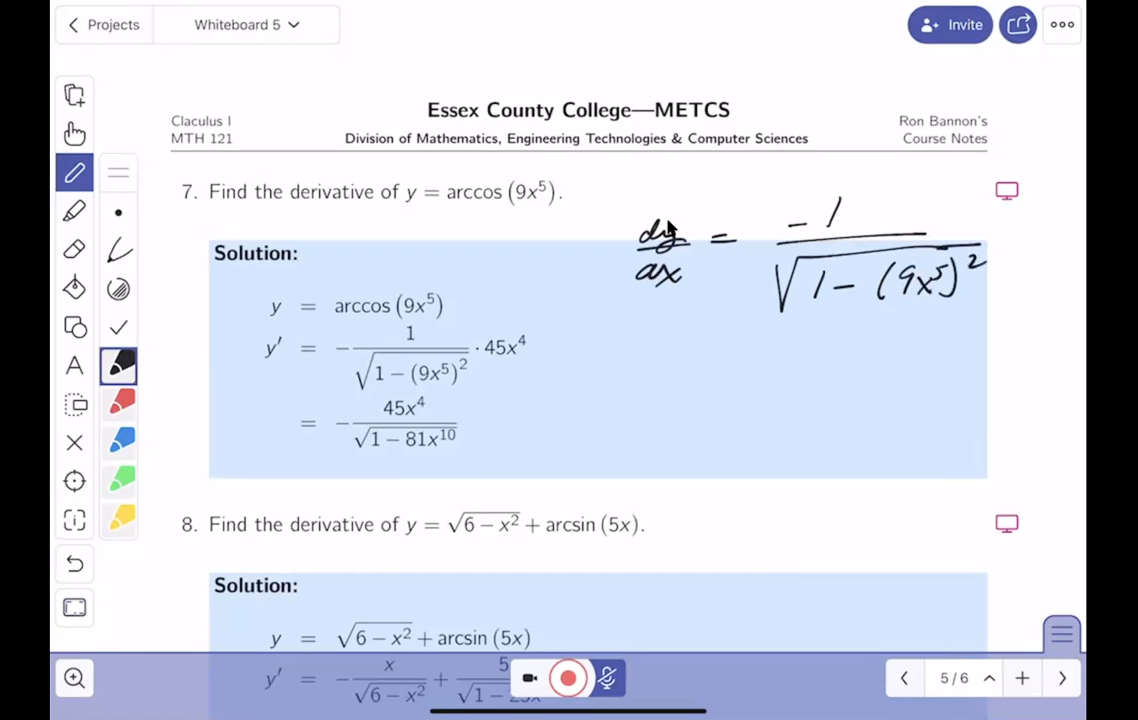 Projects
Whiteboard 5
Invite
Essex County College—METCS
Claculus I
MTH 121
Division of Mathematics, Engineering Technologies & Computer Sciences
Ron Bannon's
Course Notes
7. Find the derivative of y = arccos (9x⁵).
dy/dx = -1/√(1 - (9x⁵)²)
Solution:
y = arccos (9x⁵)
y′ = -1/√(1 - (9x⁵)²) · 45x⁴
= -45x⁴/√(1 - 81x¹⁰)
8. Find the derivative of y = √(6 - x²) + arcsin (5x).
Solution:
y = √(6 - x²) + arcsin (5x)
y′ = -x/√(6 - x²) + 5
5/6